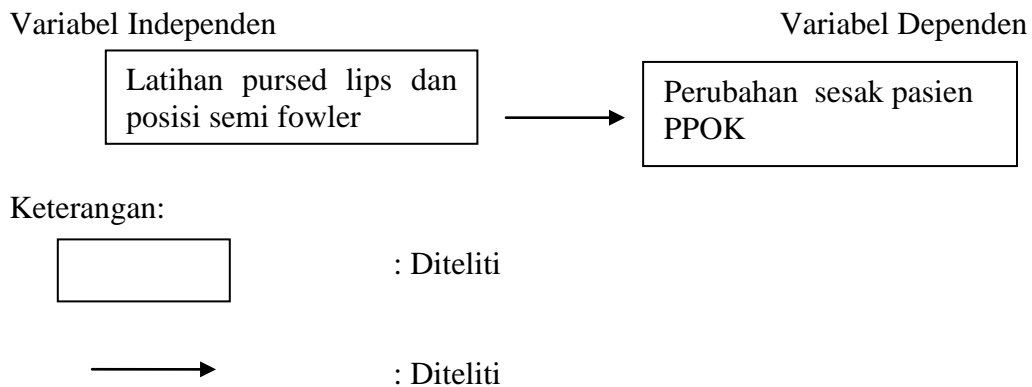 Variabel Independen Variabel Dependen
Latihan pursed lips dan
posisi semi fowler
Perubahan sesak pasien
PPOK
Keterangan:
: Diteliti
: Diteliti